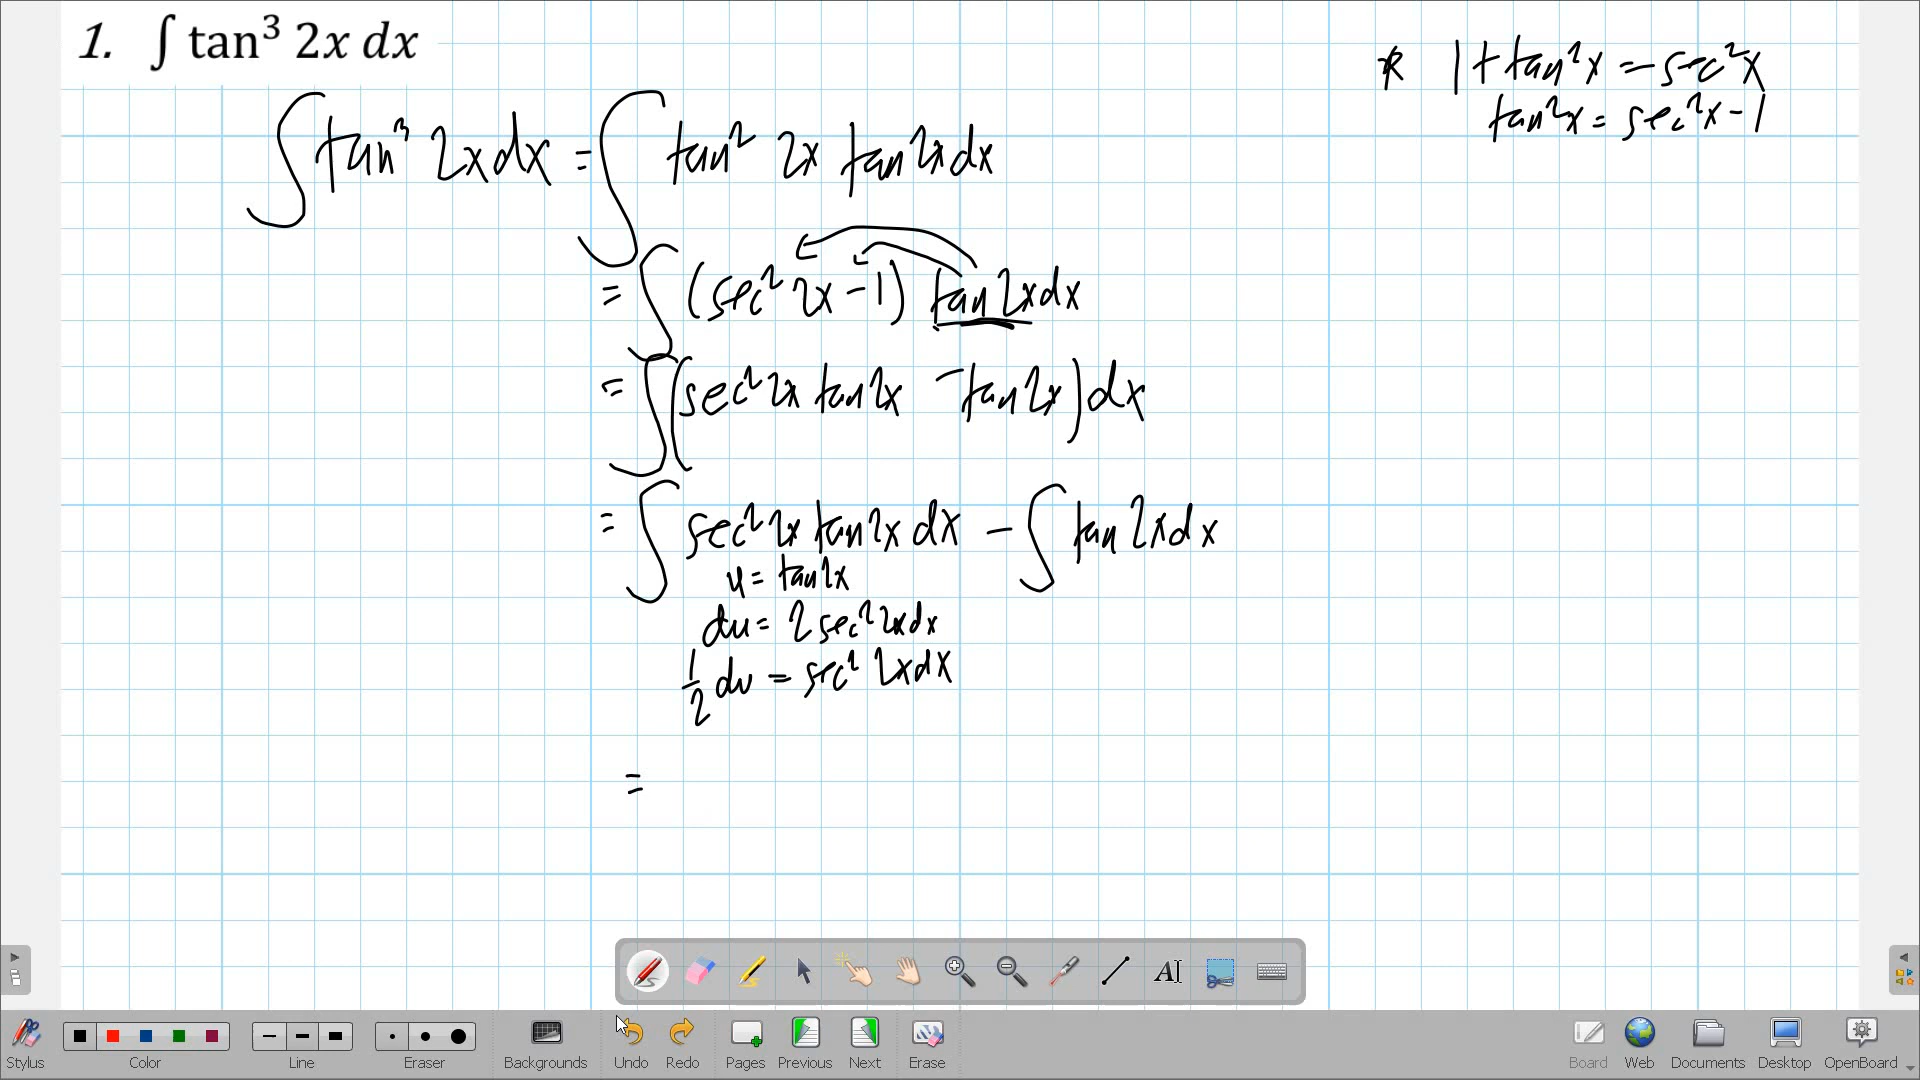 1. ∫ tan³ 2x dx
* 1 + tan²x = sec²x
tan²x = sec²x - 1
∫ tan³ 2x dx = ∫ tan² 2x tan 2x dx
= ∫ (sec² 2x - 1) tan 2x dx
= ∫ (sec² 2x tan 2x - tan 2x) dx
= ∫ sec² 2x tan 2x dx - ∫ tan 2x dx
u = tan 2x
du = 2 sec² 2x dx
1/2 du = sec² 2x dx
=
AI
Stylus Color Line Eraser Backgrounds Undo Redo Pages Previous Next Erase Board Web Documents Desktop OpenBoard